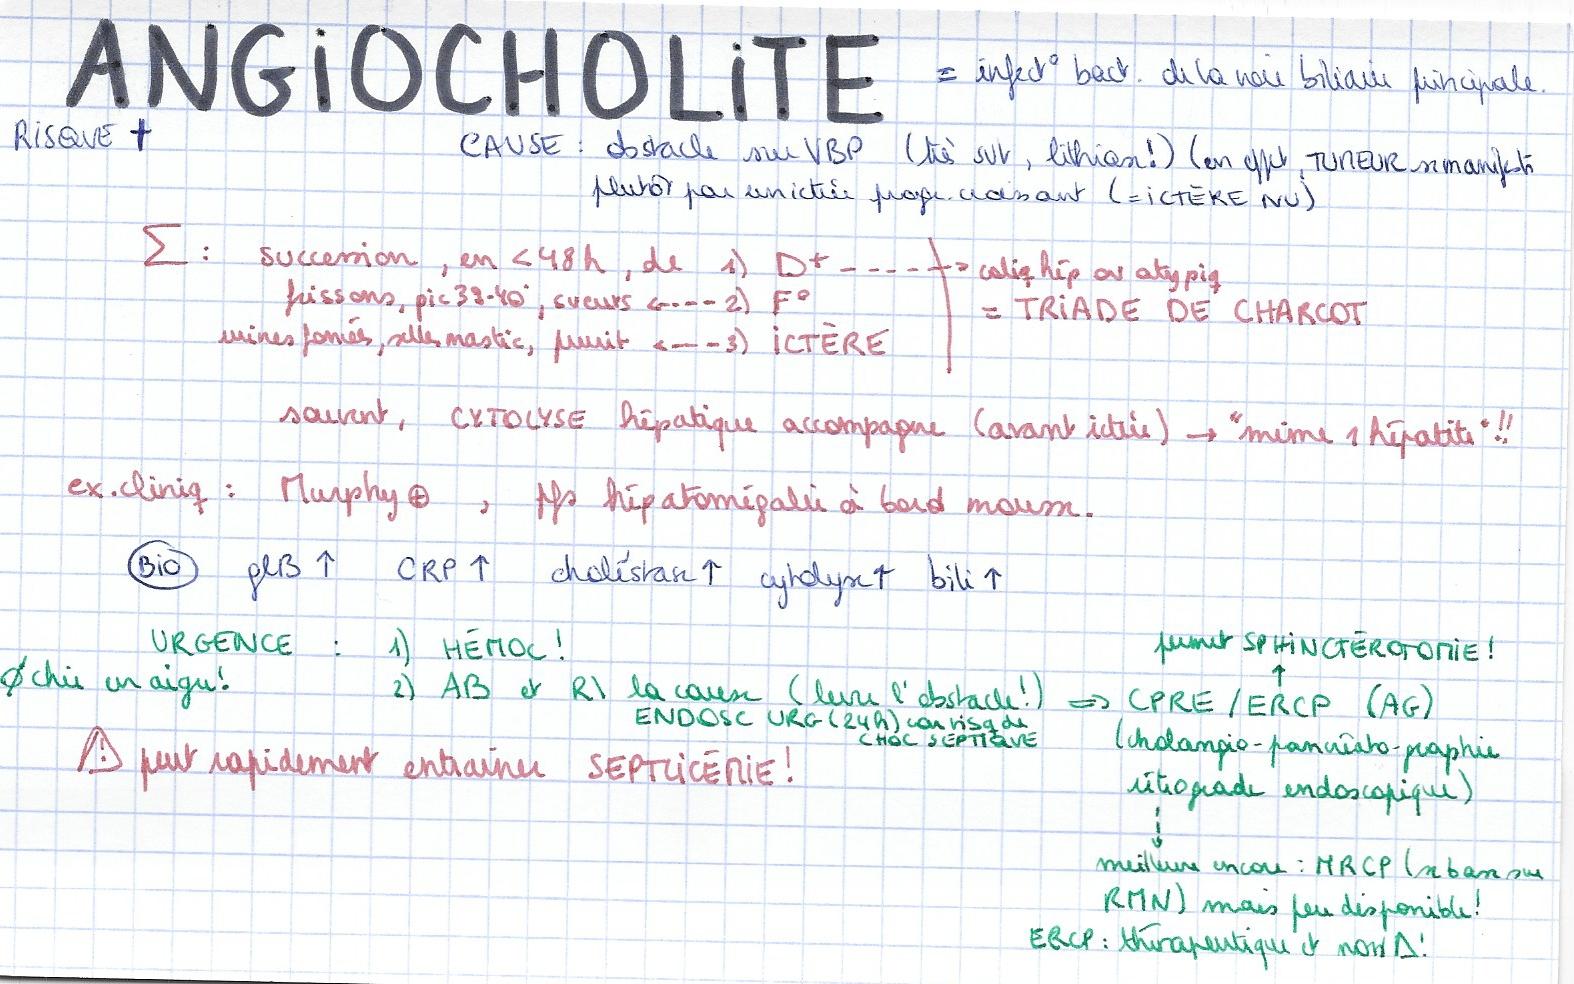 ANGiOCHOLiTE = infect° bact. de la voie biliaire principale.
RiSQUE †
CAUSE : obstacle sur VBP (très svt, lithiase!) (en effet, TUMEUR se manifeste
plutôt par un ictère progr. croissant (= iCTÈRE NU)
Σ : succession, en < 48h, de 1) D+ ----> coliq hép ou atypiq
frissons, pic 39-40°, sueurs <---- 2) F°
= TRiADE DE CHARCOT
urines foncées, selles mastic, prurit <--- 3) iCTÈRE
souvent, CYTOLYSE hépatique accompagne (avant ictère) → "mime 1 hépatite" !!
ex. cliniq : Murphy ⊕ , pfs hépatomégalie à bord mousse.
BiO glB ↑ CRP ↑ cholestase ↑ cytolyse ↑ bili ↑
URGENCE : 1) HÉMOC !
permet SPHiNCTÉROTOMiE !
↑
Ø chir en aigu!
2) AB et R\ la cause (lever l'obstacle!) => CPRE / ERCP (AG)
ENDOSC URG (24h) car risq de
CHOC SEPTiQUE
(cholangio-pancréato-graphie
⚠ peut rapidement entraîner SEPTICÉMiE !
rétrograde endoscopique)
meilleure encore : MRCP (se base sur
RMN) mais peu disponible!
ERCP : thérapeutique et non Δ!